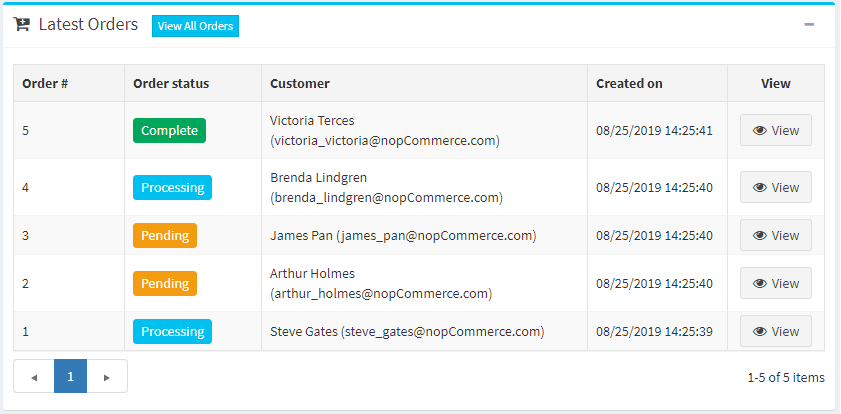 Latest Orders View All Orders
Order # Order status Customer Created on View
5 Complete Victoria Terces 08/25/2019 14:25:41 View
(victoria_victoria@nopCommerce.com)
4 Processing Brenda Lindgren 08/25/2019 14:25:40 View
(brenda_lindgren@nopCommerce.com)
3 Pending James Pan (james_pan@nopCommerce.com) 08/25/2019 14:25:40 View
2 Pending Arthur Holmes 08/25/2019 14:25:40 View
(arthur_holmes@nopCommerce.com)
1 Processing Steve Gates (steve_gates@nopCommerce.com) 08/25/2019 14:25:39 View
1 1-5 of 5 items